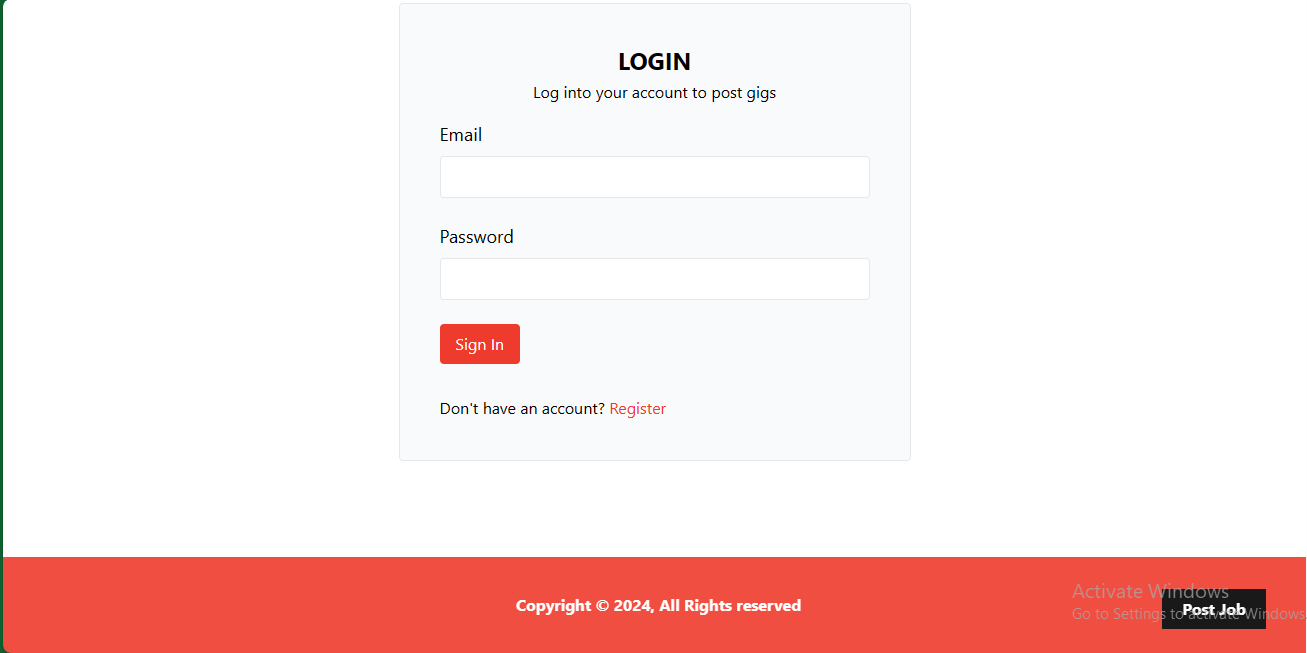 LOGIN
Log into your account to post gigs
Email
Password
Sign In
Don't have an account? Register
Copyright © 2024, All Rights reserved
Post Job
Activate Windows
Go to Settings to activate Windows